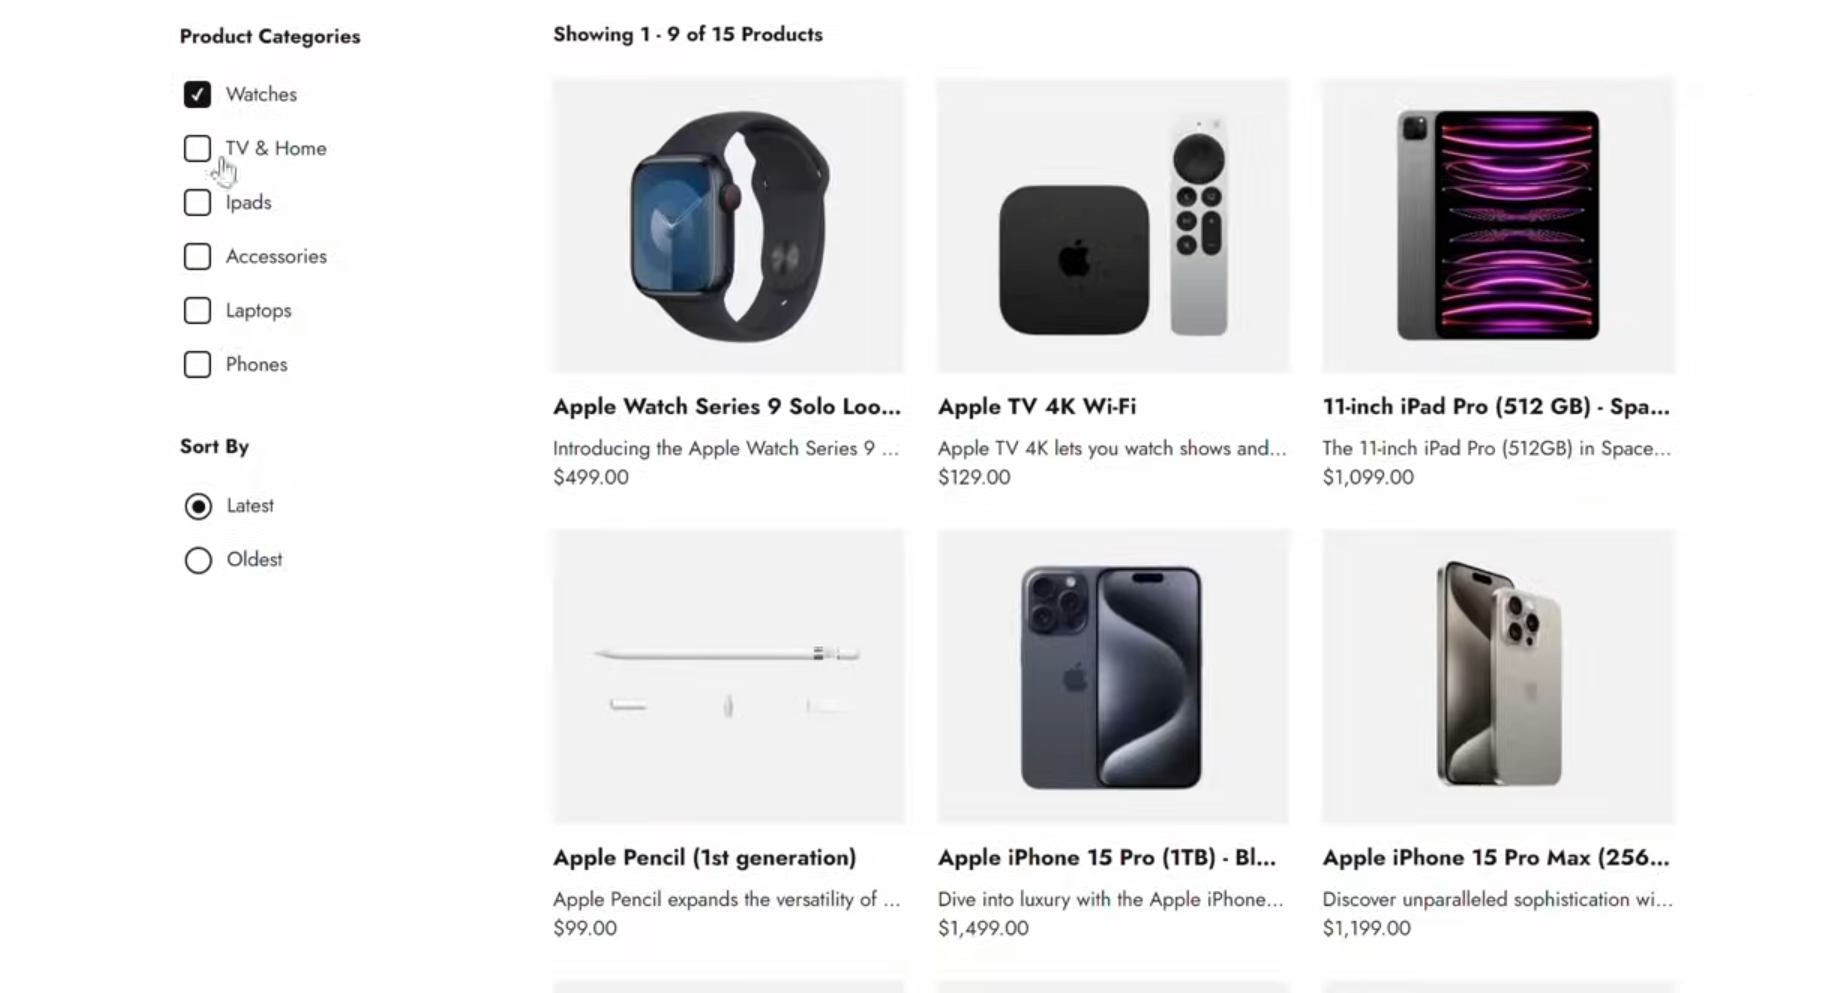 Product Categories
Watches
TV & Home
Ipads
Accessories
Laptops
Phones
Sort By
Latest
Oldest
Showing 1 - 9 of 15 Products
Apple Watch Series 9 Solo Loo...
Introducing the Apple Watch Series 9 ...
$499.00
Apple TV 4K Wi-Fi
Apple TV 4K lets you watch shows and...
$129.00
11-inch iPad Pro (512 GB) - Spa...
The 11-inch iPad Pro (512GB) in Space...
$1,099.00
Apple Pencil (1st generation)
Apple Pencil expands the versatility of ...
$99.00
Apple iPhone 15 Pro (1TB) - Bl...
Dive into luxury with the Apple iPhone...
$1,499.00
Apple iPhone 15 Pro Max (256...
Discover unparalleled sophistication wi...
$1,199.00